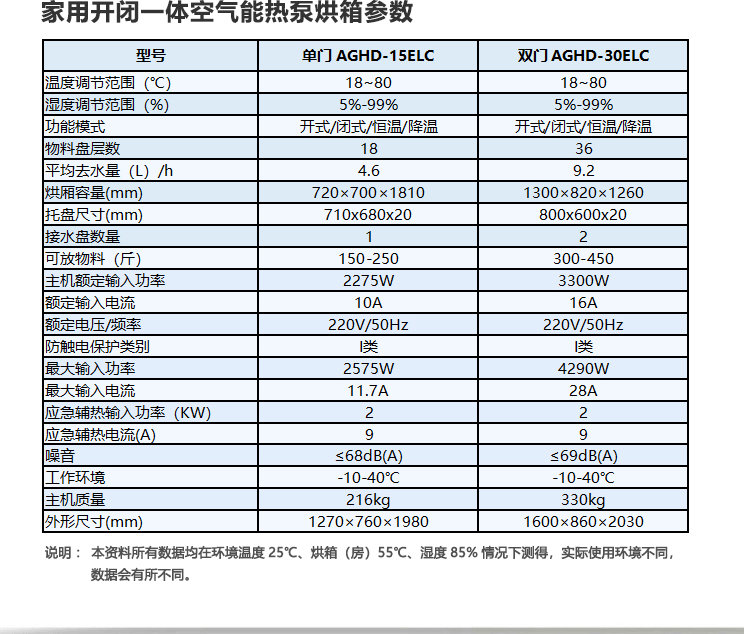 家用开闭一体空气能热泵烘箱参数
型号 单门 AGHD-15ELC 双门 AGHD-30ELC
温度调节范围（℃） 18~80 18~80
湿度调节范围（%） 5%-99% 5%-99%
功能模式 开式/闭式/恒温/降温 开式/闭式/恒温/降温
物料盘层数 18 36
平均去水量（L）/h 4.6 9.2
烘厢容量(mm) 720×700×1810 1300×820×1260
托盘尺寸(mm) 710x680x20 800x600x20
接水盘数量 1 2
可放物料（斤） 150-250 300-450
主机额定输入功率 2275W 3300W
额定输入电流 10A 16A
额定电压/频率 220V/50Hz 220V/50Hz
防触电保护类别 I类 I类
最大输入功率 2575W 4290W
最大输入电流 11.7A 28A
应急辅热输入功率（KW） 2 2
应急辅热电流(A) 9 9
噪音 ≤68dB(A) ≤69dB(A)
工作环境 -10-40℃ -10-40℃
主机质量 216kg 330kg
外形尺寸(mm) 1270×760×1980 1600×860×2030
说明： 本资料所有数据均在环境温度 25℃、烘箱（房）55℃、湿度 85% 情况下测得，实际使用环境不同，
数据会有所不同。